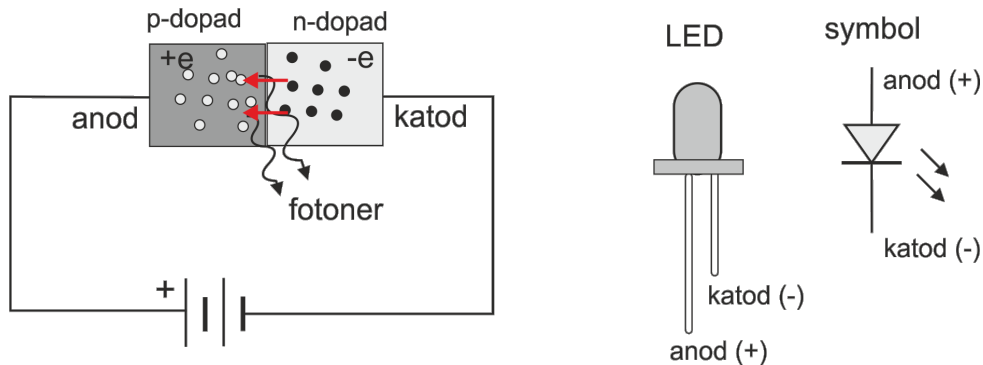 p-dopad
n-dopad
+e
-e
anod
katod
fotoner
+
LED
katod (-)
anod (+)
symbol
anod (+)
katod (-)